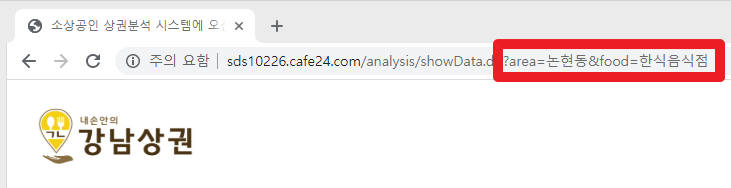 소상공인 상권분석 시스템에 오신
주의 요함 sds10226.cafe24.com/analysis/showData.d ?area=논현동&food=한식음식점
내손안의
강남상권